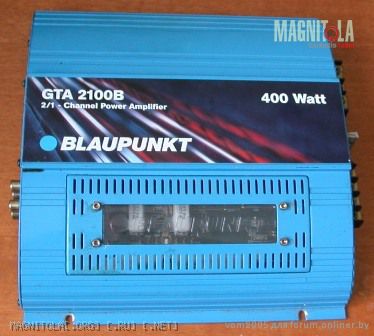 MAGNITOLA
GTA 2100B
2/1 - Channel Power Amplifier
400 Watt
BLAUPUNKT
MAGNITOLA[.ORG] [.RU] [.NET]
vom2005 для forum.onliner.by